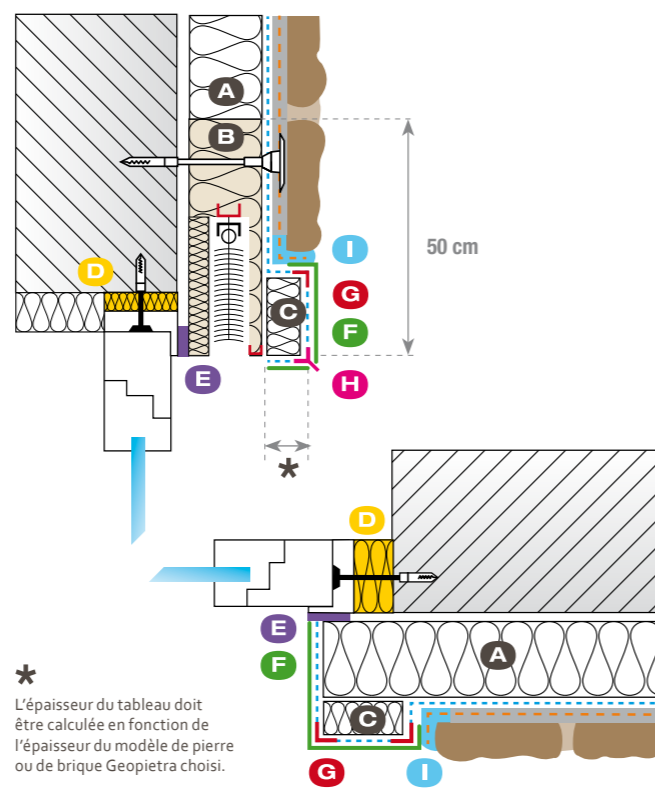 A
B
D
I
50 cm
G
C
F
E
H
*
D
E
F
A
*
L'épaisseur du tableau doit
être calculée en fonction de
l'épaisseur du modèle de pierre
ou de brique Geopietra choisi.
C
G
I